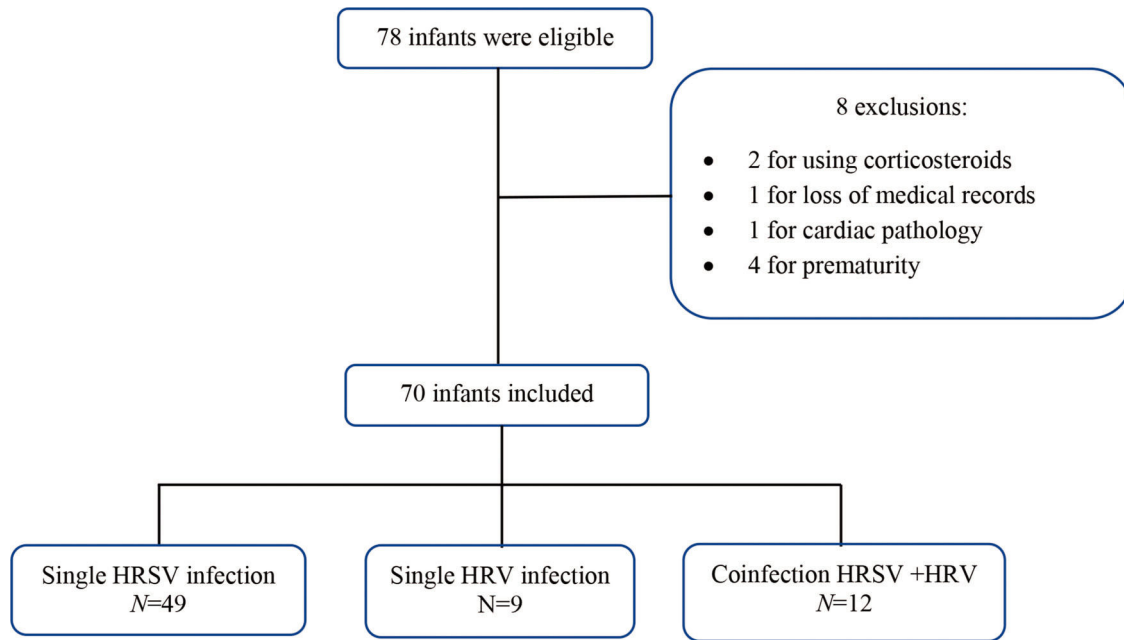 78 infants were eligible
8 exclusions:
• 2 for using corticosteroids
• 1 for loss of medical records
• 1 for cardiac pathology
• 4 for prematurity
70 infants included
Single HRSV infection
N=49
Single HRV infection
N=9
Coinfection HRSV +HRV
N=12